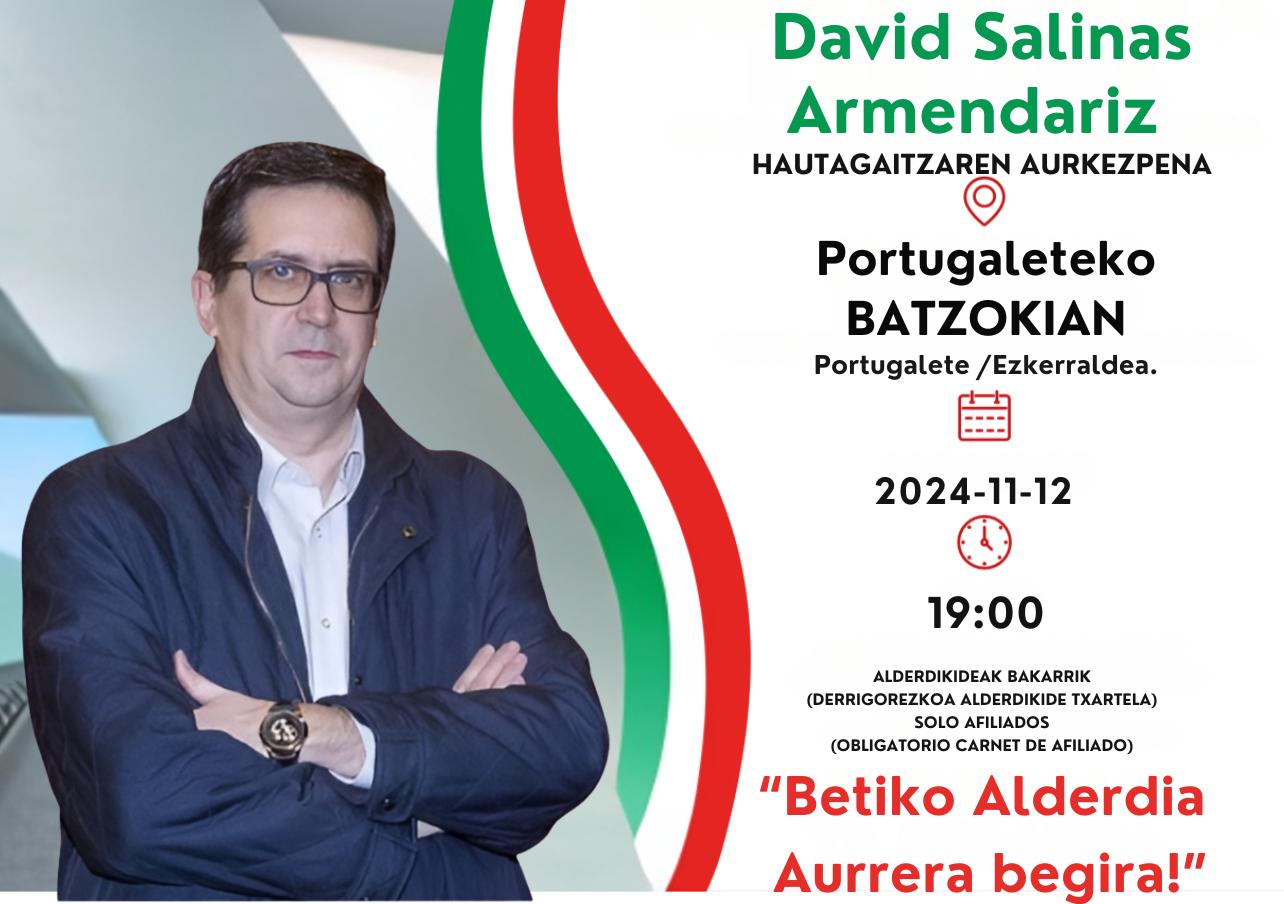 David Salinas
Armendariz
HAUTAGAITZAREN AURKEZPENA
Portugaleteko
BATZOKIAN
Portugalete /Ezkerraldea.
2024-11-12
19:00
ALDERDIKIDEAK BAKARRIK
(DERRIGOREZKOA ALDERDIKIDE TXARTELA)
SOLO AFILIADOS
(OBLIGATORIO CARNET DE AFILIADO)
“Betiko Alderdia
Aurrera begira!”